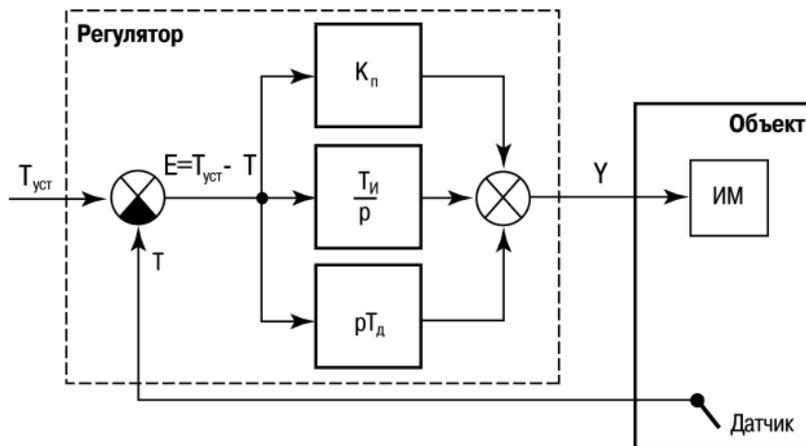 Регулятор
Kп
Объект
Tуст
E=Tуст- T
Tи
p
Y
ИМ
T
pTд
Датчик